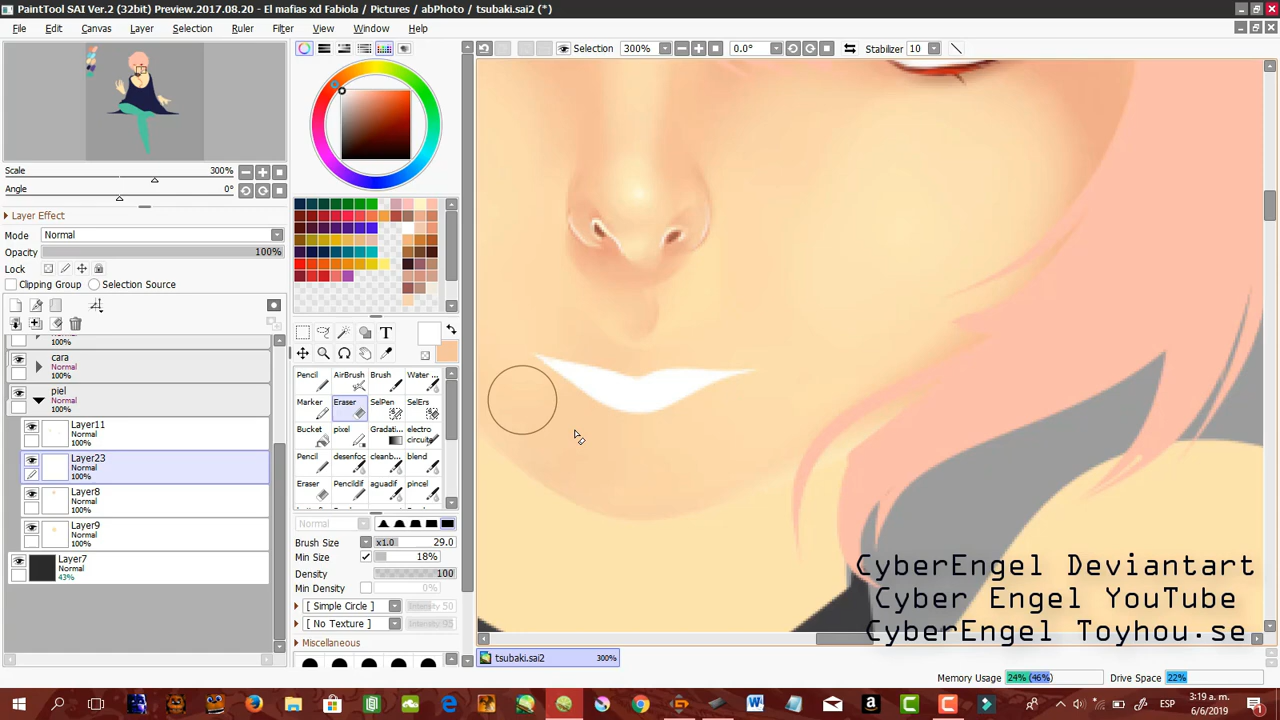 PaintTool SAI Ver.2 (32bit) Preview.2017.08.20 - El mafias xd Fabiola / Pictures / abPhoto / tsubaki.sai2 (*)
File Edit Canvas Layer Selection Ruler Filter Window Help
Selection 300% 0.0° Stabilizer 10
Scale 300%
Angle 0°
Layer Effect
Mode Normal
Opacity 100%
Lock
Clipping Group Selection Source
cara
Normal
100%
piel
Normal
100%
Layer11
Normal
100%
Layer23
Normal
100%
Layer8
Normal
100%
Layer9
Normal
100%
Layer7
Normal
43%
T
Pencil AirBrush Brush Water ...
Marker Eraser SelPen SelErs
Bucket pixel Gradati... electro circuite
Pencil desenfoc cleanb... blend
Eraser Pencildif aguadif pincel
Normal
Brush Size x1.0 29.0
Min Size 18%
Density 100
Min Density 0%
[ Simple Circle ] Intensity 50
[ No Texture ] Intensity 95
Miscellaneous
CyberEngel Deviantart
Cyber Engel YouTube
CyberEngel Toyhou.se
tsubaki.sai2 300%
Memory Usage 24% (46%) Drive Space 22%
ESP
3:19 a. m.
6/6/2019